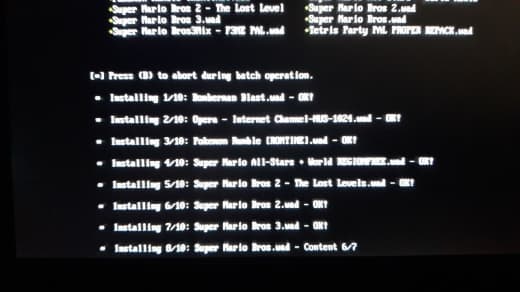 •Super Mario Bros 2 - The Lost Level •Super Mario Bros 2.wad
•Super Mario Bros 3.wad •Super Mario Bros.wad
•Super Mario Bros3Mix - P3ME PAL.wad •Tetris Party PAL PROPER REPACK.wad
Press (B) to abort during batch operation.
Installing 1/10: Bomberman Blast.wad - OK!
Installing 2/10: Opera - Internet Channel-NUS-1024.wad - OK!
Installing 3/10: Pokemon Rumble [NONTIME].wad - OK!
Installing 4/10: Super Mario All-Stars + World REGIONFREE.wad - OK!
Installing 5/10: Super Mario Bros 2 - The Lost Levels.wad - OK!
Installing 6/10: Super Mario Bros 2.wad - OK!
Installing 7/10: Super Mario Bros 3.wad - OK!
Installing 8/10: Super Mario Bros.wad - Content 6/7